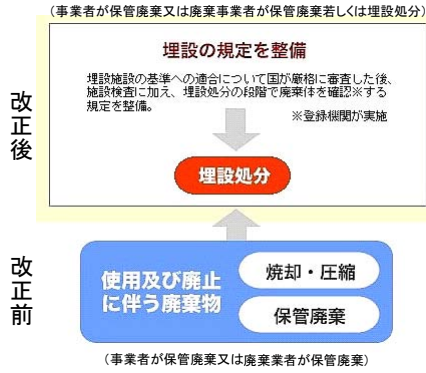 (事業者が保管廃棄又は廃棄事業者が保管廃棄若しくは埋設処分)
埋設の規定を整備
埋設施設の基準への適合について国が厳格に審査した後、
施設検査に加え、埋設処分の段階で廃棄体を確認※する
規定を整備。
※登録機関が実施
改正後
埋設処分
改正前
使用及び廃止
に伴う廃棄物
焼却・圧縮
保管廃棄
(事業者が保管廃棄又は廃棄業者が保管廃棄)